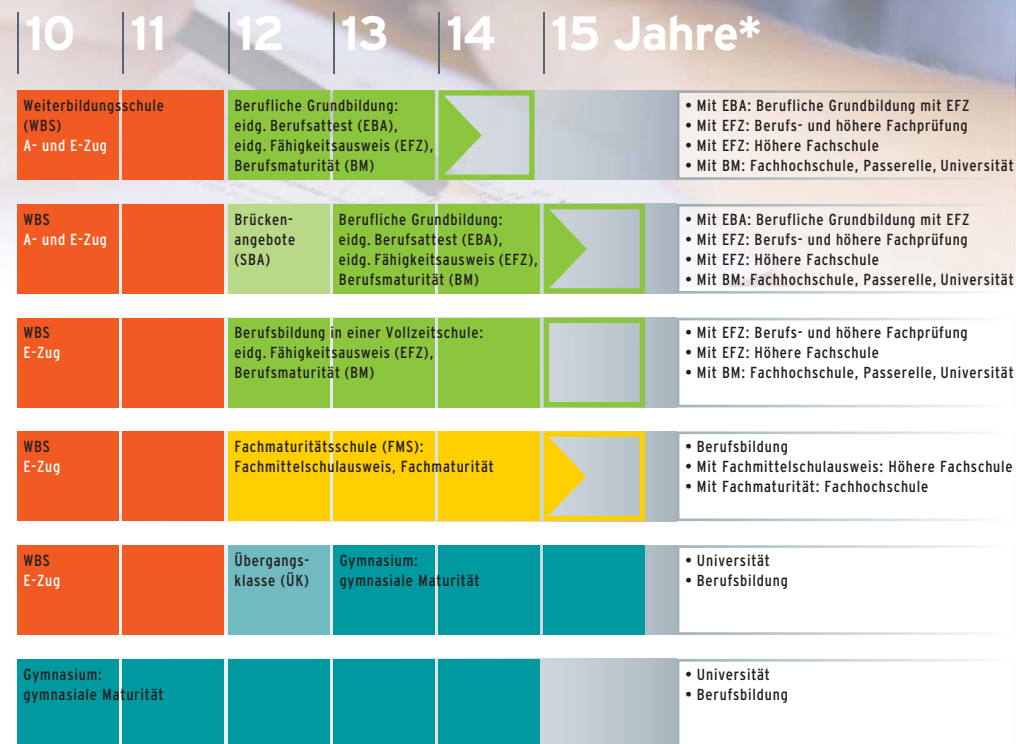 10 11 12 13 14 15 Jahre*
Weiterbildungsschule
(WBS)
A- und E-Zug
Berufliche Grundbildung:
eidg. Berufsattest (EBA),
eidg. Fähigkeitsausweis (EFZ),
Berufsmaturität (BM)
• Mit EBA: Berufliche Grundbildung mit EFZ
• Mit EFZ: Berufs- und höhere Fachprüfung
• Mit EFZ: Höhere Fachschule
• Mit BM: Fachhochschule, Passerelle, Universität
WBS
A- und E-Zug
Brücken-
angebote
(SBA)
Berufliche Grundbildung:
eidg. Berufsattest (EBA),
eidg. Fähigkeitsausweis (EFZ),
Berufsmaturität (BM)
• Mit EBA: Berufliche Grundbildung mit EFZ
• Mit EFZ: Berufs- und höhere Fachprüfung
• Mit EFZ: Höhere Fachschule
• Mit BM: Fachhochschule, Passerelle, Universität
WBS
E-Zug
Berufsbildung in einer Vollzeitschule:
eidg. Fähigkeitsausweis (EFZ),
Berufsmaturität (BM)
• Mit EFZ: Berufs- und höhere Fachprüfung
• Mit EFZ: Höhere Fachschule
• Mit BM: Fachhochschule, Passerelle, Universität
WBS
E-Zug
Fachmaturitätsschule (FMS):
Fachmittelschulausweis, Fachmaturität
• Berufsbildung
• Mit Fachmittelschulausweis: Höhere Fachschule
• Mit Fachmaturität: Fachhochschule
WBS
E-Zug
Übergangs-
klasse (ÜK)
Gymnasium:
gymnasiale Maturität
• Universität
• Berufsbildung
Gymnasium:
gymnasiale Maturität
• Universität
• Berufsbildung